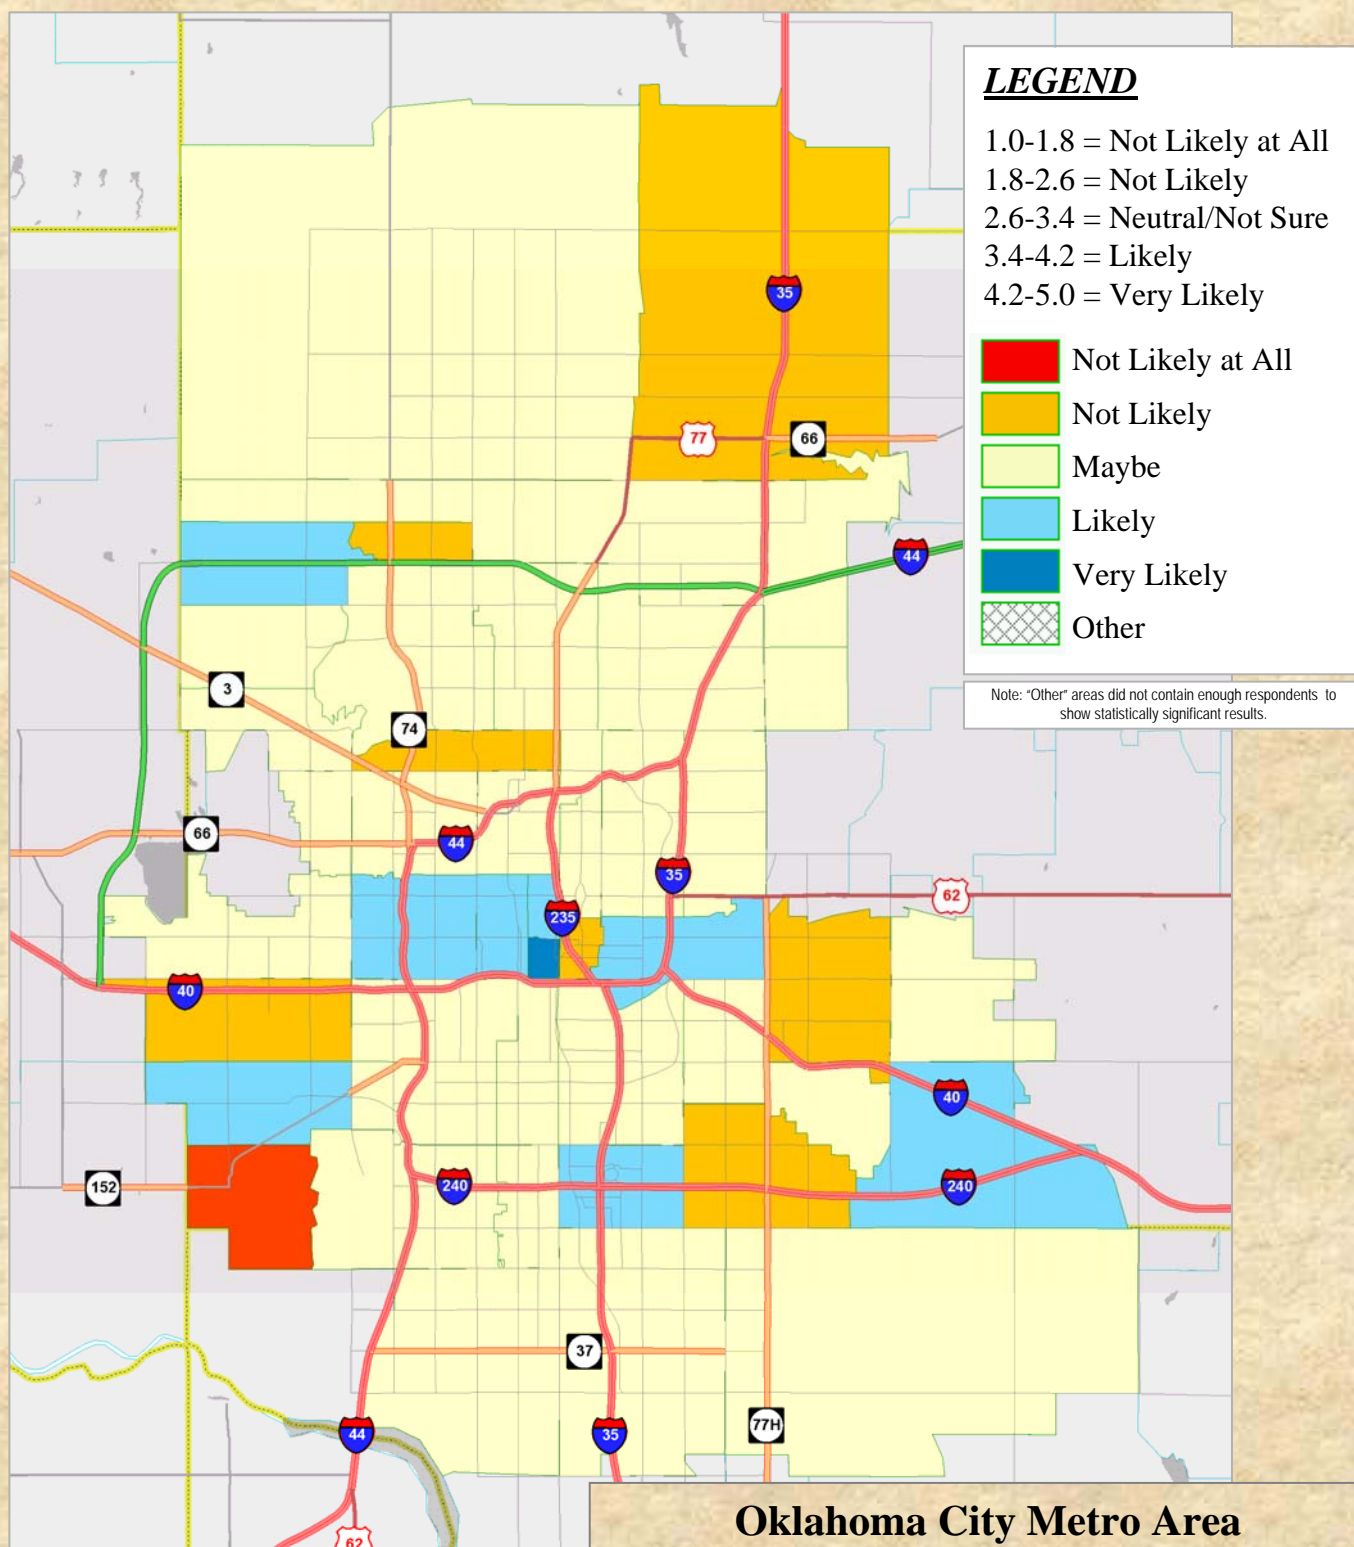 LEGEND
1.0-1.8 = Not Likely at All
1.8-2.6 = Not Likely
2.6-3.4 = Neutral/Not Sure
3.4-4.2 = Likely
4.2-5.0 = Very Likely
Not Likely at All
Not Likely
Maybe
Likely
Very Likely
Other
Note: "Other" areas did not contain enough respondents to
show statistically significant results.
35
77
66
44
3
74
66
44
35
62
235
40
40
152
240
240
37
44
35
77H
62
Oklahoma City Metro Area